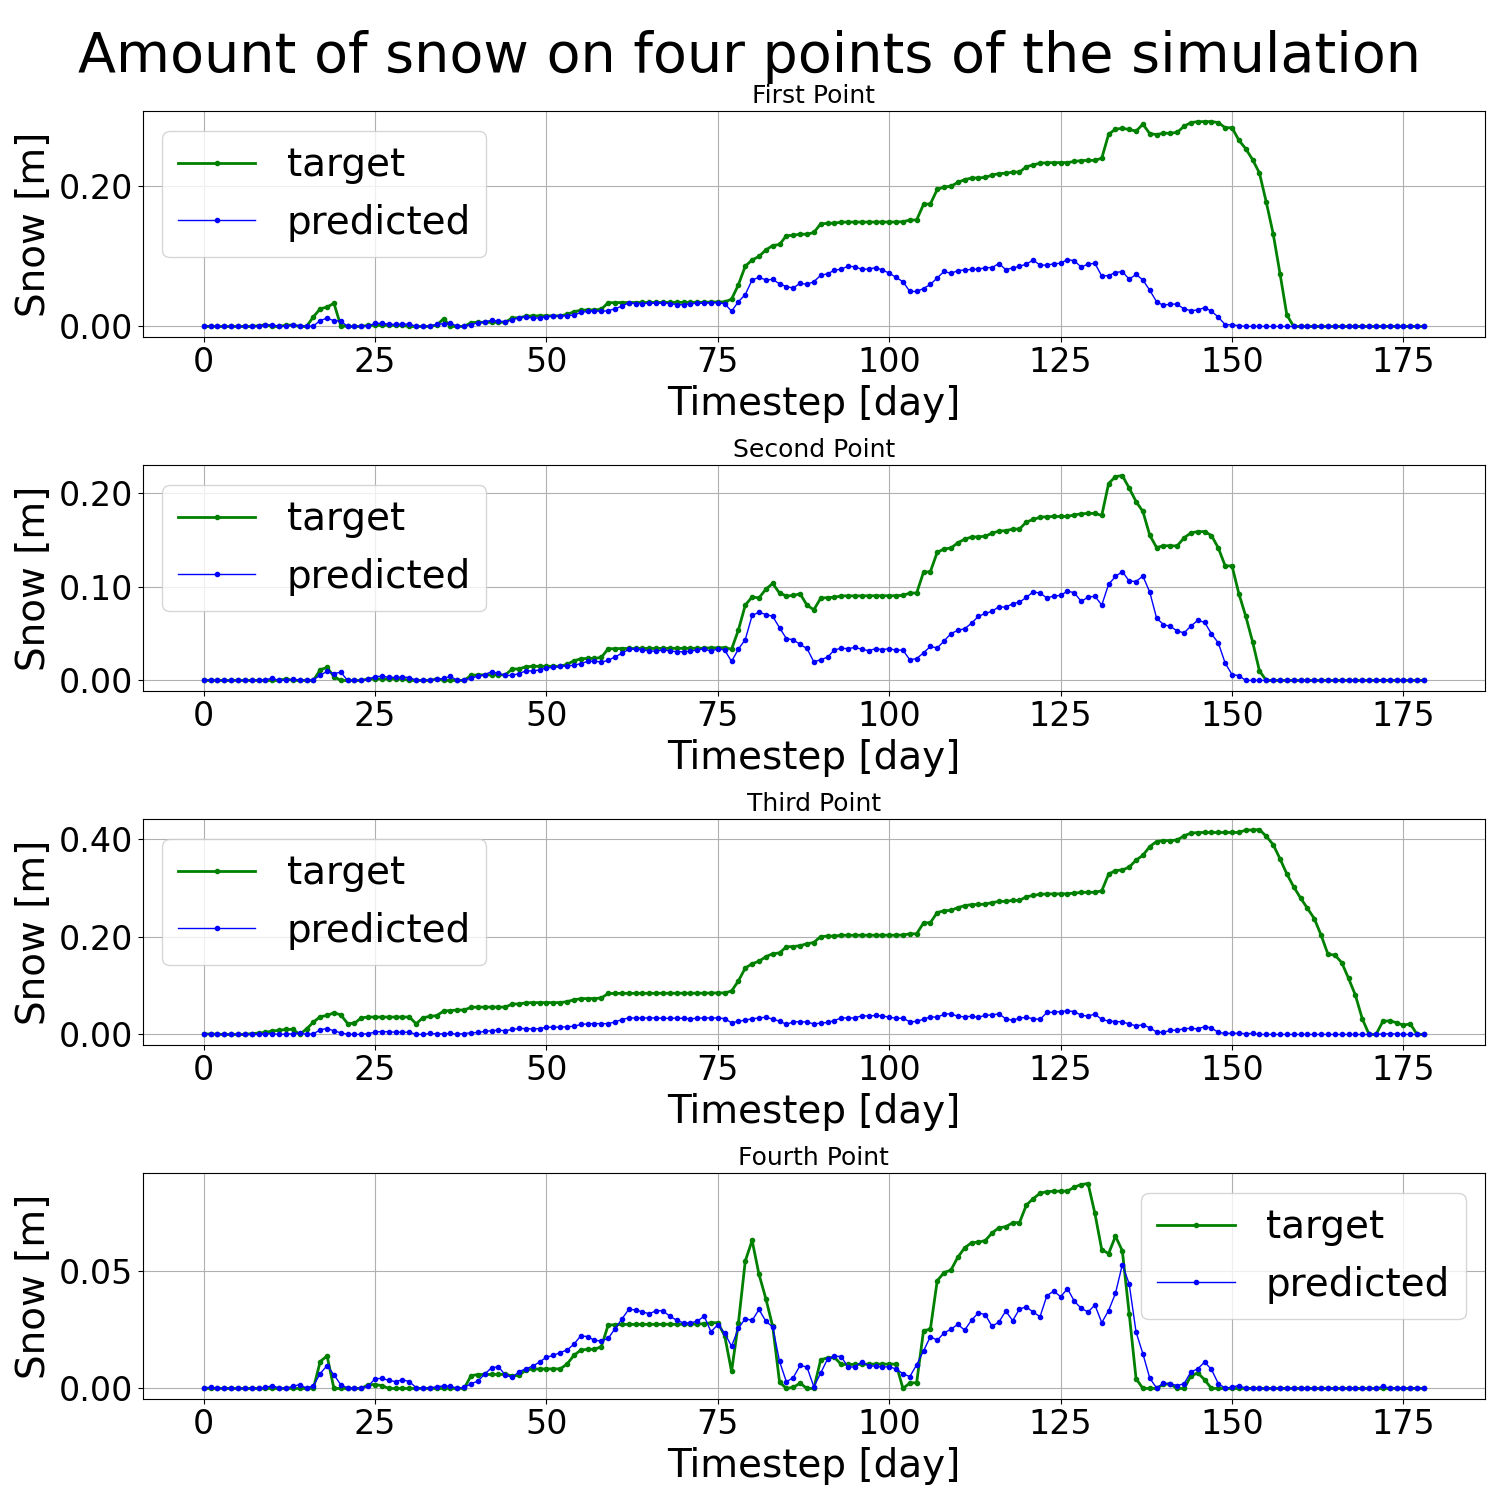 Amount of snow on four points of the simulation
First Point
Snow [m]
0.20
0.00
target
predicted
0 25 50 75 100 125 150 175
Timestep [day]
Second Point
Snow [m]
0.20
0.10
0.00
target
predicted
0 25 50 75 100 125 150 175
Timestep [day]
Third Point
Snow [m]
0.40
0.20
0.00
target
predicted
0 25 50 75 100 125 150 175
Timestep [day]
Fourth Point
Snow [m]
0.05
0.00
target
predicted
0 25 50 75 100 125 150 175
Timestep [day]